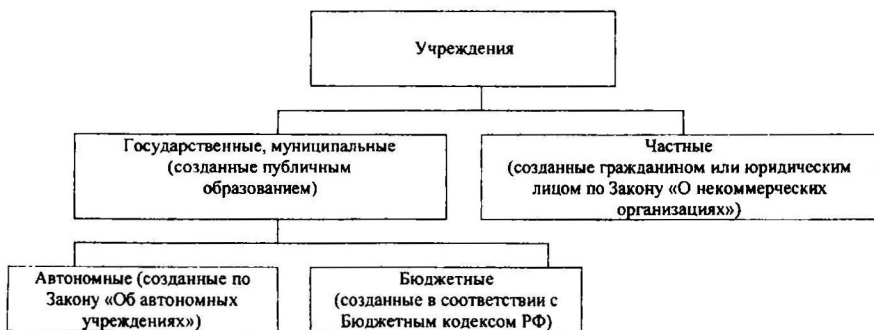 Учреждения
Государственные, муниципальные
(созданные публичным
образованием)
Частные
(созданные гражданином или юридическим
лицом по Закону «О некоммерческих
организациях»)
Автономные (созданные по
Закону «Об автономных
учреждениях»)
Бюджетные
(созданные в соответствии с
Бюджетным кодексом РФ)